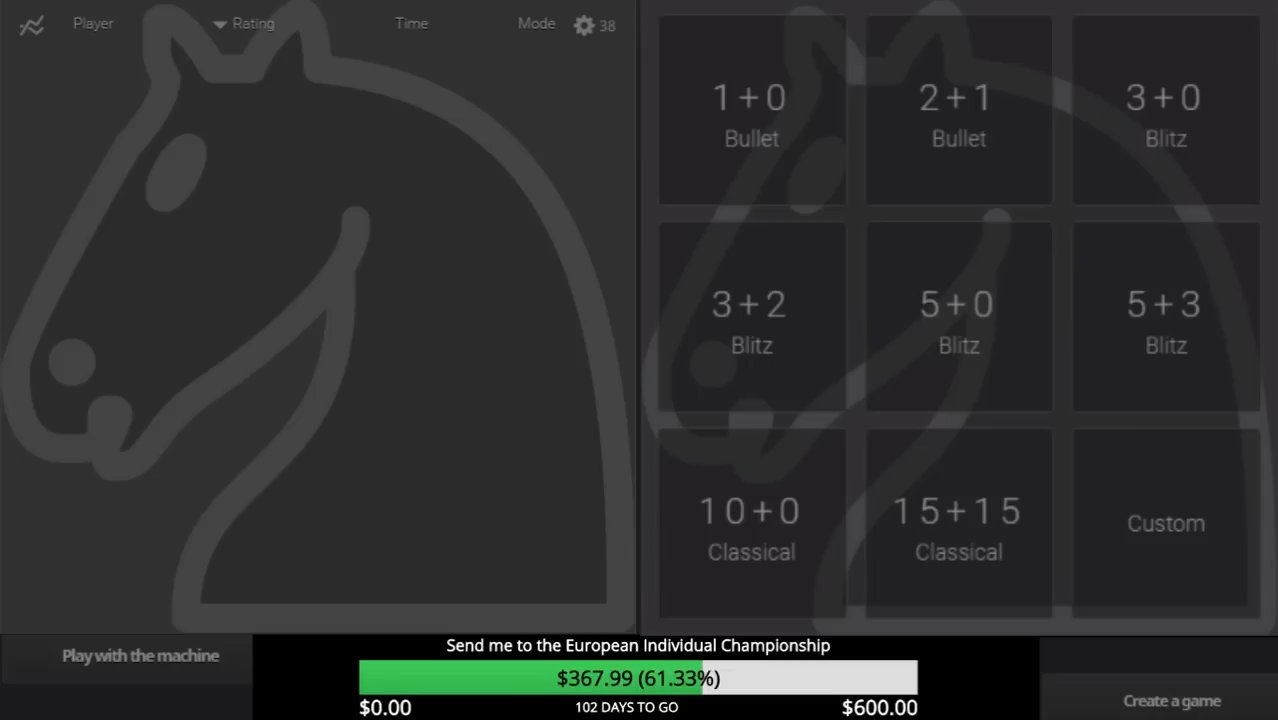 Player Rating Time Mode 38
1+0
Bullet
2+1
Bullet
3+0
Blitz
3+2
Blitz
5+0
Blitz
5+3
Blitz
10+0
Classical
15+15
Classical
Custom
Play with the machine
Send me to the European Individual Championship
$367.99 (61.33%)
$0.00 102 DAYS TO GO $600.00
Create a game